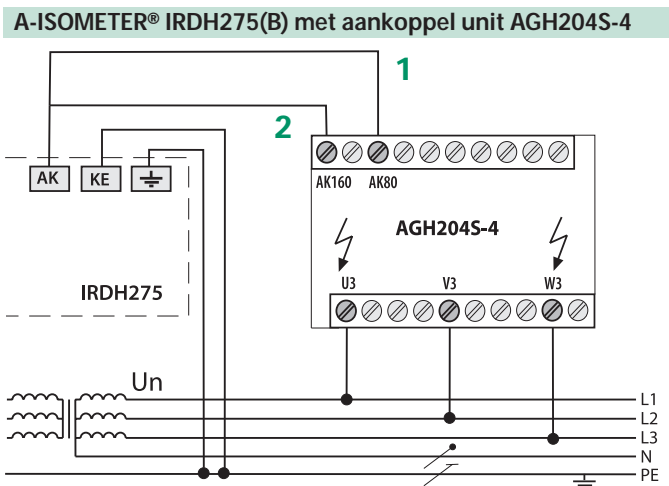 A-ISOMETER® IRDH275(B) met aankoppel unit AGH204S-4
1
2
AK KE
AK160 AK80
AGH204S-4
U3 V3 W3
IRDH275
Un
L1
L2
L3
N
PE